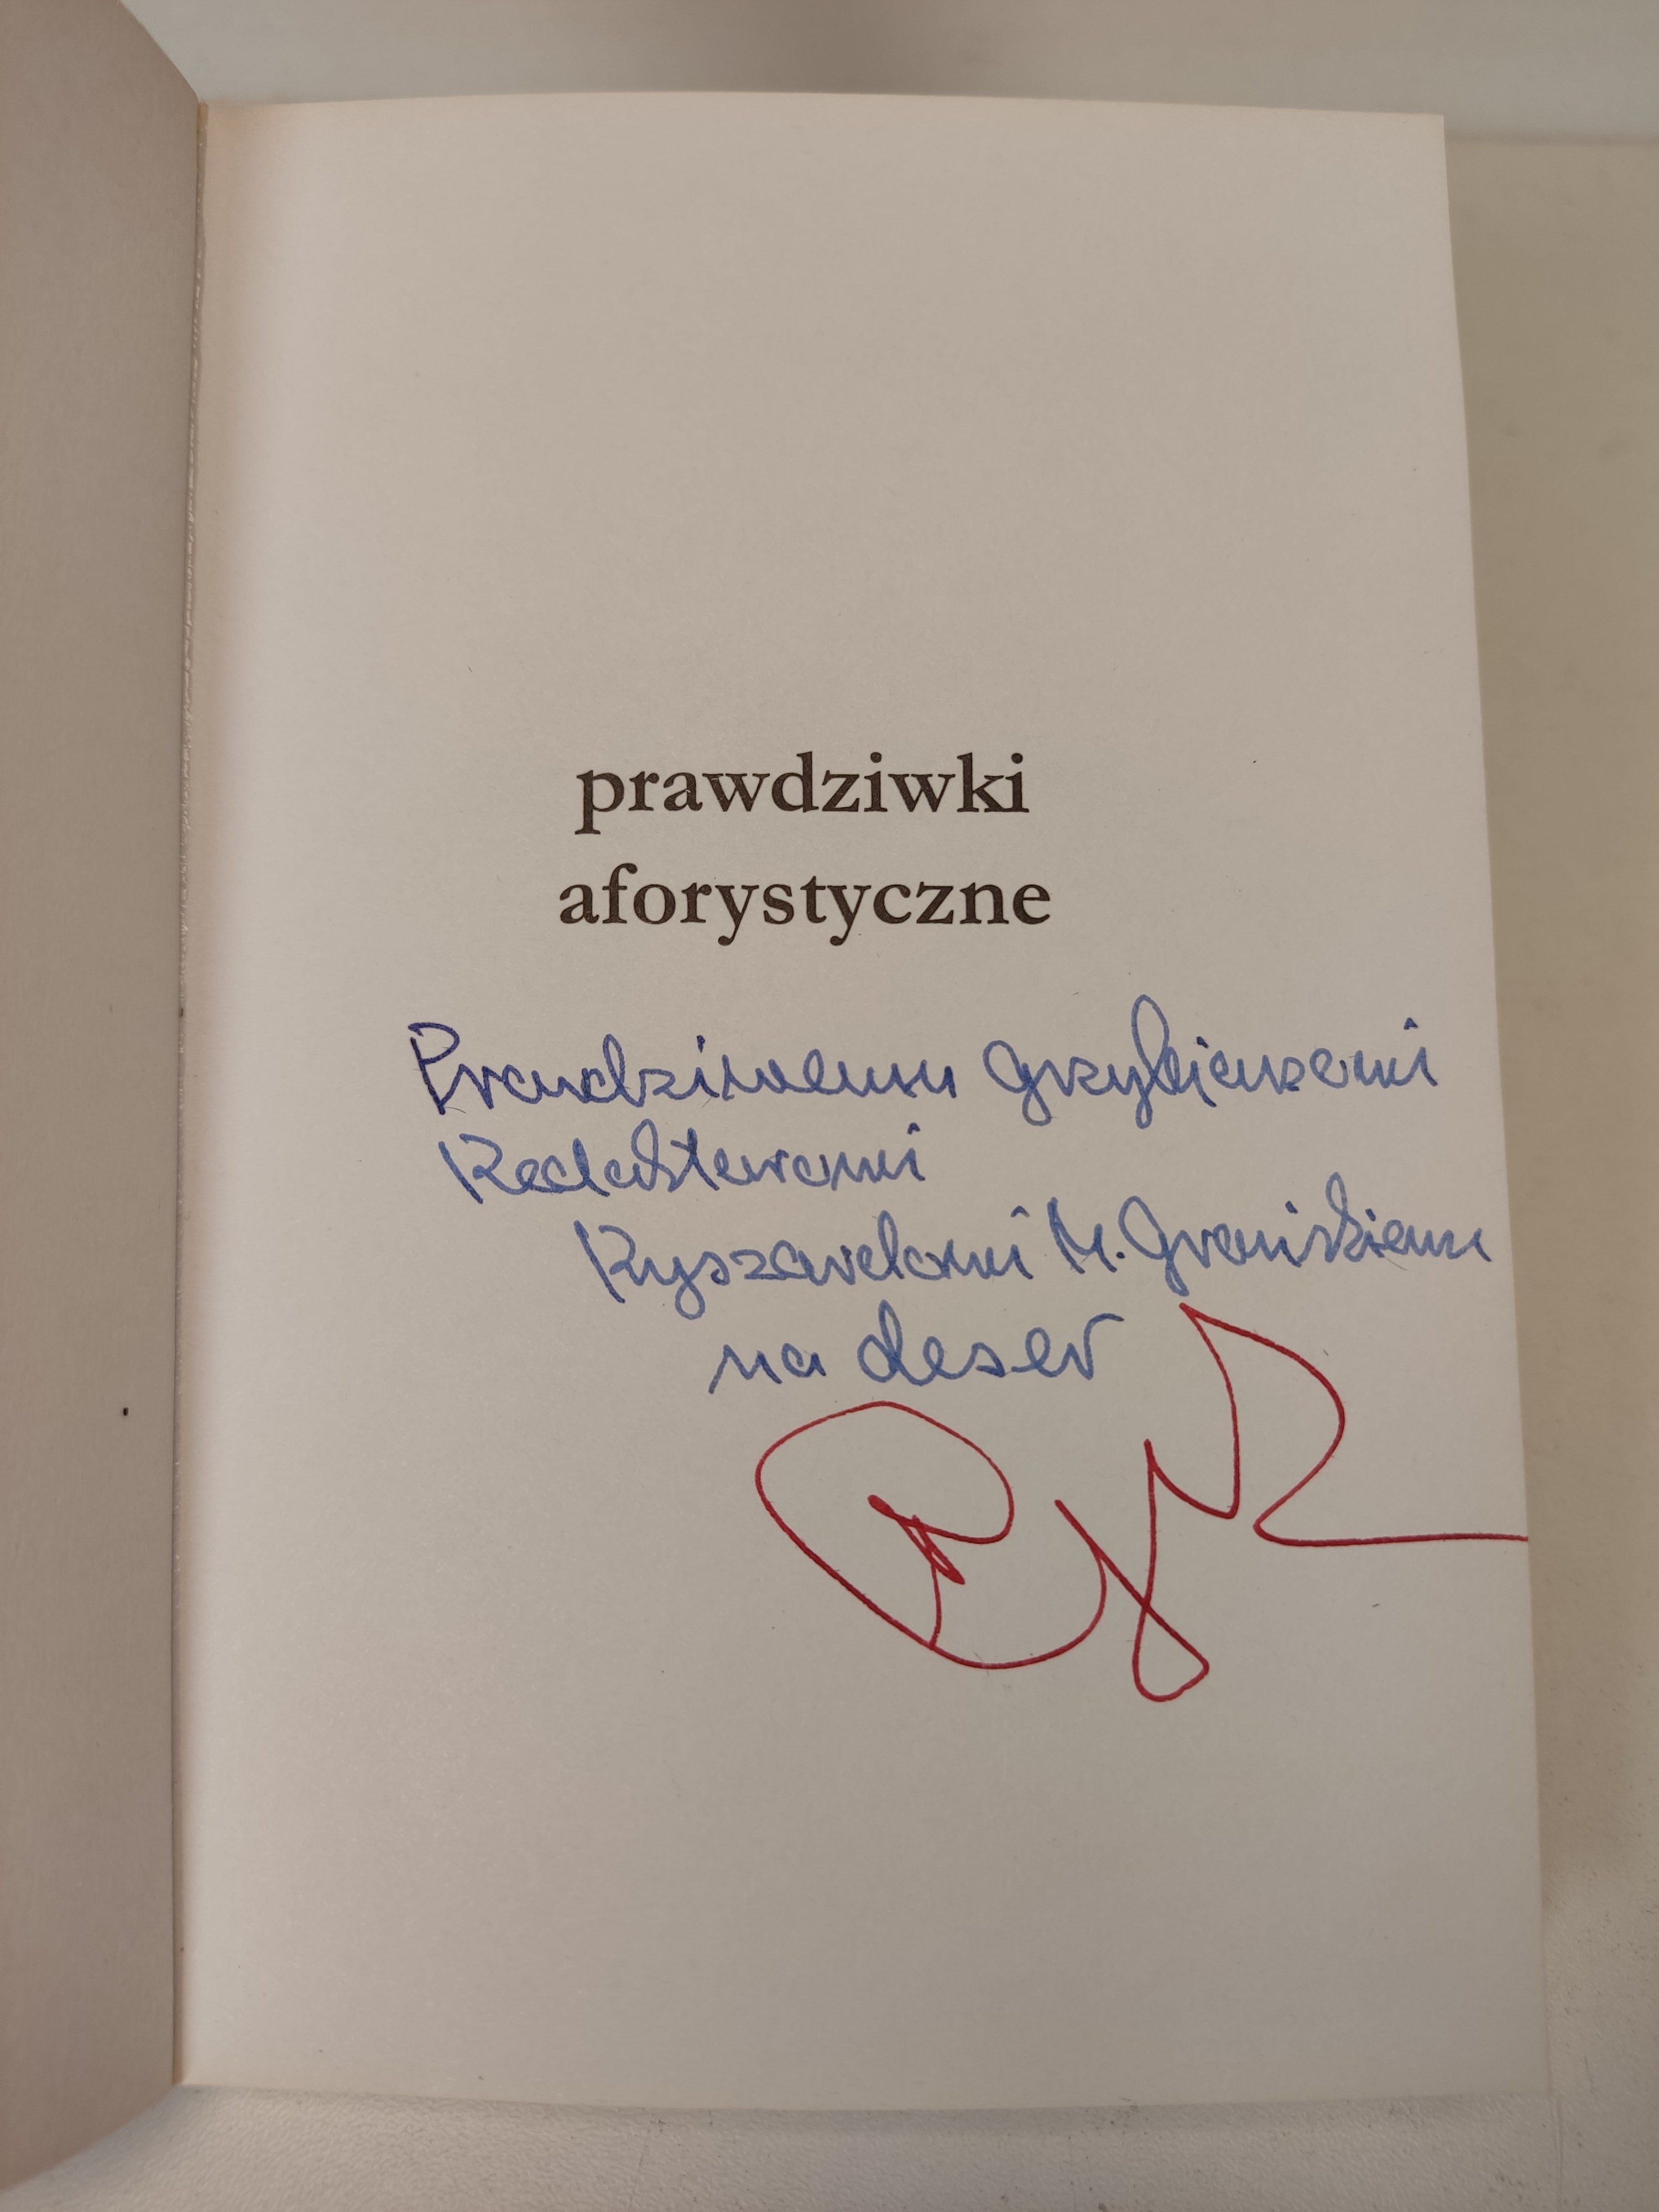 prawdziwki
aforystyczne
Prawdziwemu Grzybiarzowi
Redaktorowi
Ryszardowi M. Grońskiemu
na deser